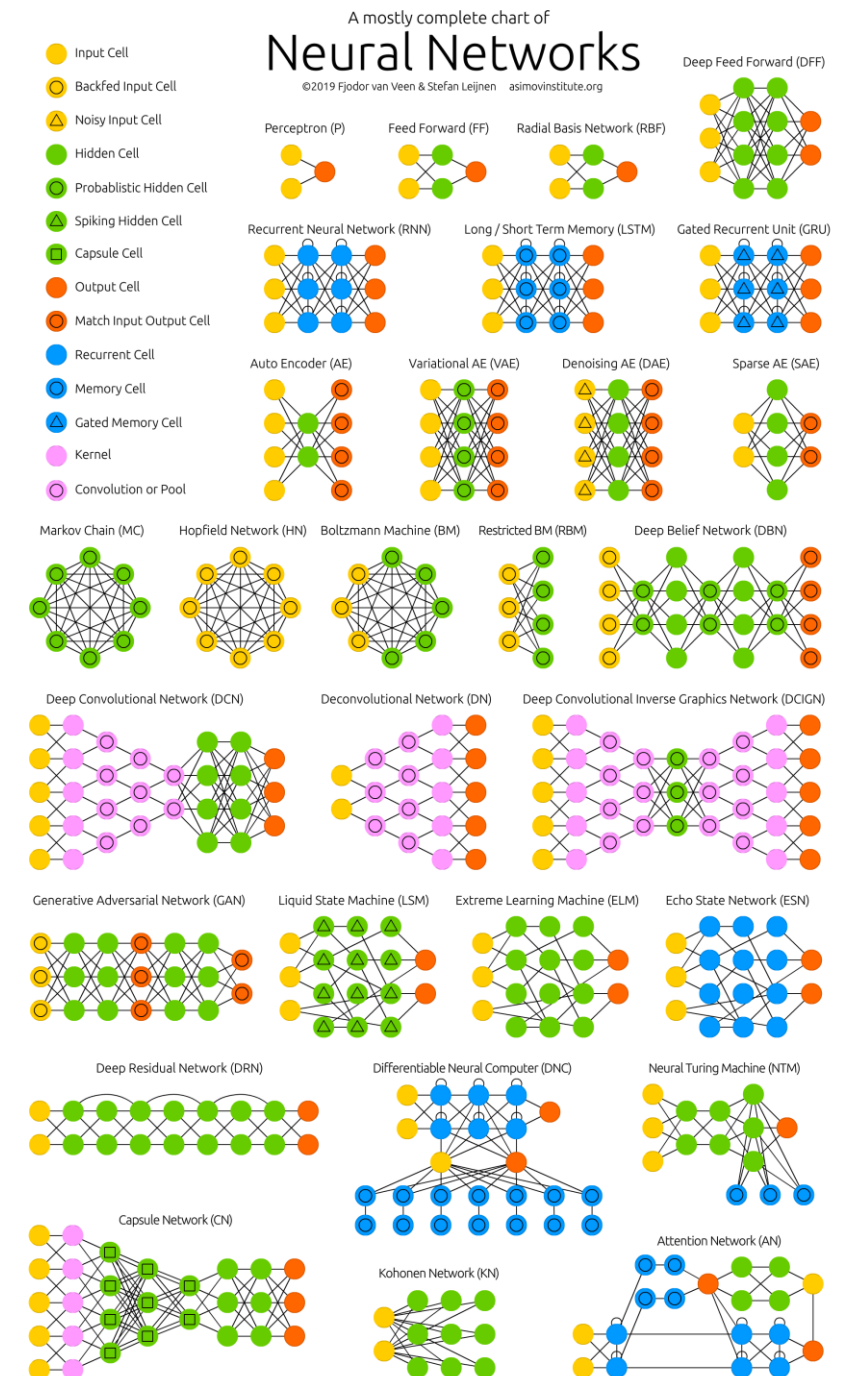 A mostly complete chart of
Neural Networks
©2019 Fjodor van Veen & Stefan Leijnen asimovinstitute.org
Input Cell
Backfed Input Cell
Noisy Input Cell
Hidden Cell
Probablistic Hidden Cell
Spiking Hidden Cell
Capsule Cell
Output Cell
Match Input Output Cell
Recurrent Cell
Memory Cell
Gated Memory Cell
Kernel
Convolution or Pool
Deep Feed Forward (DFF)
Perceptron (P)
Feed Forward (FF)
Radial Basis Network (RBF)
Recurrent Neural Network (RNN)
Long / Short Term Memory (LSTM)
Gated Recurrent Unit (GRU)
Auto Encoder (AE)
Variational AE (VAE)
Denoising AE (DAE)
Sparse AE (SAE)
Markov Chain (MC)
Hopfield Network (HN)
Boltzmann Machine (BM)
Restricted BM (RBM)
Deep Belief Network (DBN)
Deep Convolutional Network (DCN)
Deconvolutional Network (DN)
Deep Convolutional Inverse Graphics Network (DCIGN)
Generative Adversarial Network (GAN)
Liquid State Machine (LSM)
Extreme Learning Machine (ELM)
Echo State Network (ESN)
Deep Residual Network (DRN)
Differentiable Neural Computer (DNC)
Neural Turing Machine (NTM)
Capsule Network (CN)
Kohonen Network (KN)
Attention Network (AN)